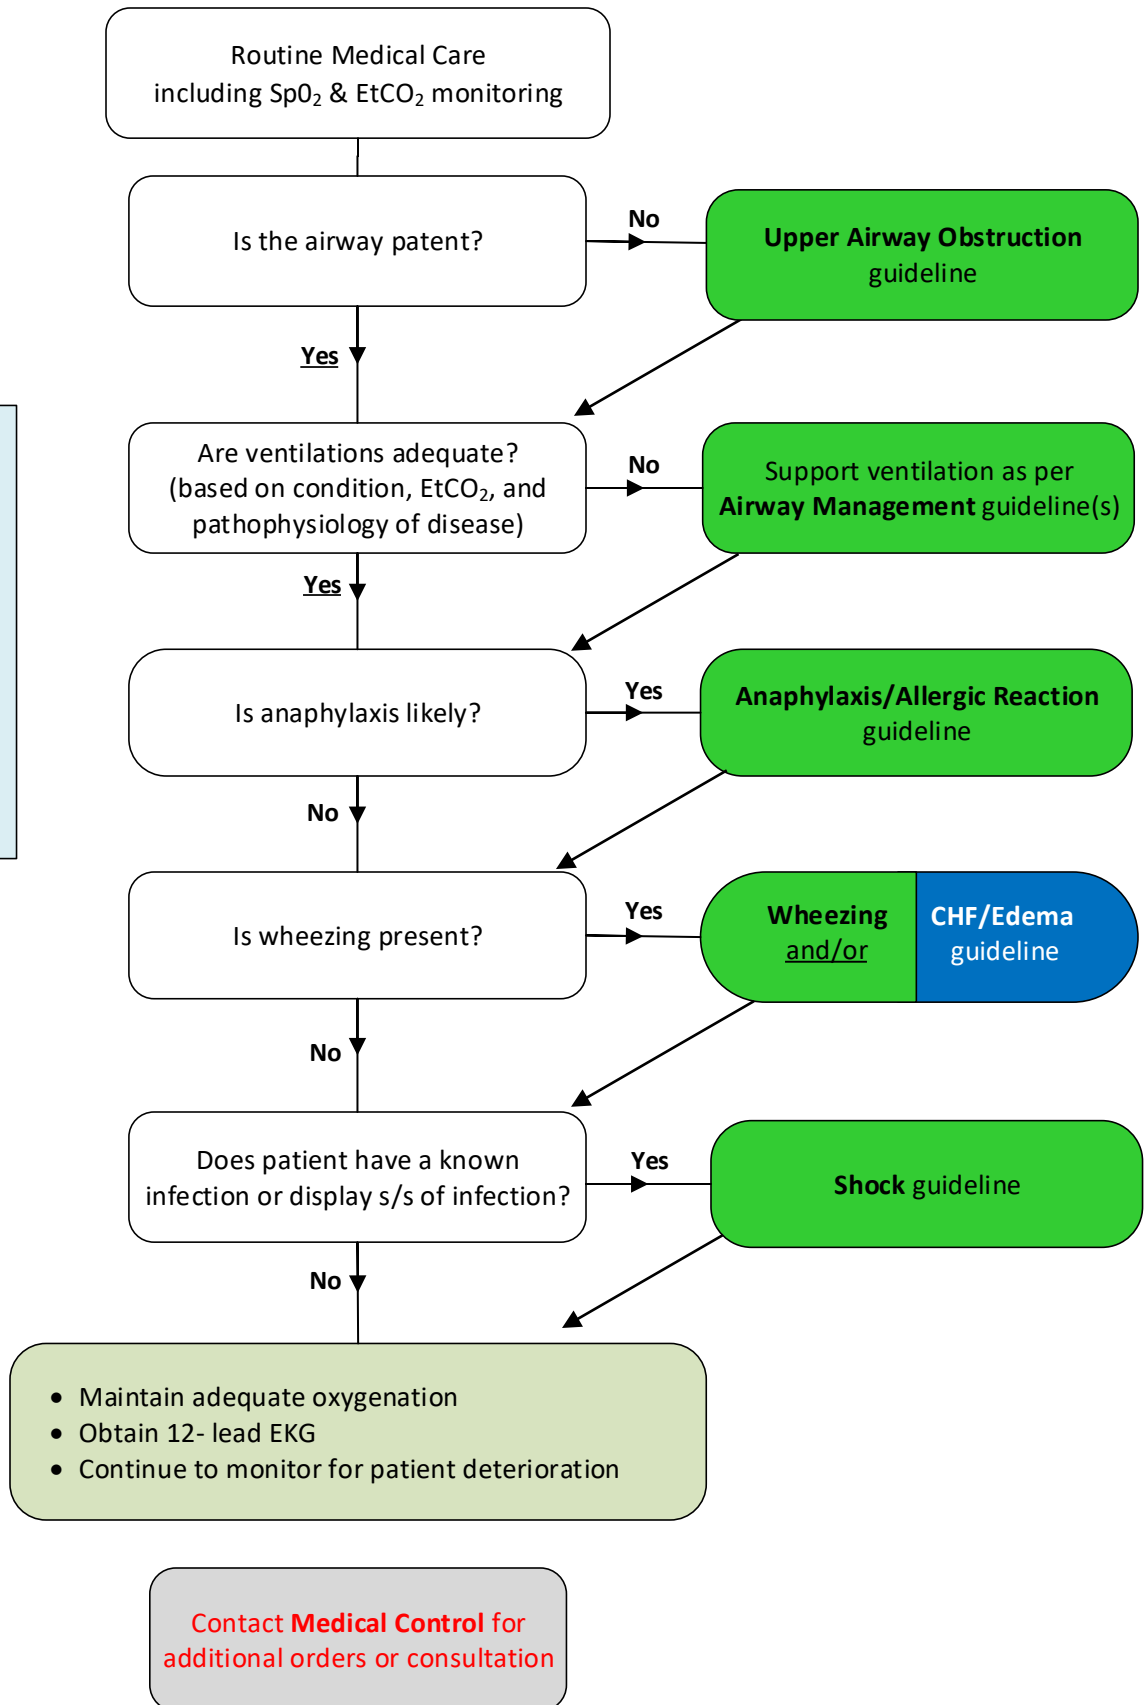 Routine Medical Care
including Sp0₂ & EtCO₂ monitoring
Is the airway patent?
No
Upper Airway Obstruction
guideline
Yes
Are ventilations adequate?
(based on condition, EtCO₂, and
pathophysiology of disease)
No
Support ventilation as per
Airway Management guideline(s)
Yes
Is anaphylaxis likely?
Yes
Anaphylaxis/Allergic Reaction
guideline
No
Is wheezing present?
Yes
Wheezing
and/or
CHF/Edema
guideline
No
Does patient have a known
infection or display s/s of infection?
Yes
Shock guideline
No
• Maintain adequate oxygenation
• Obtain 12- lead EKG
• Continue to monitor for patient deterioration
Contact Medical Control for
additional orders or consultation